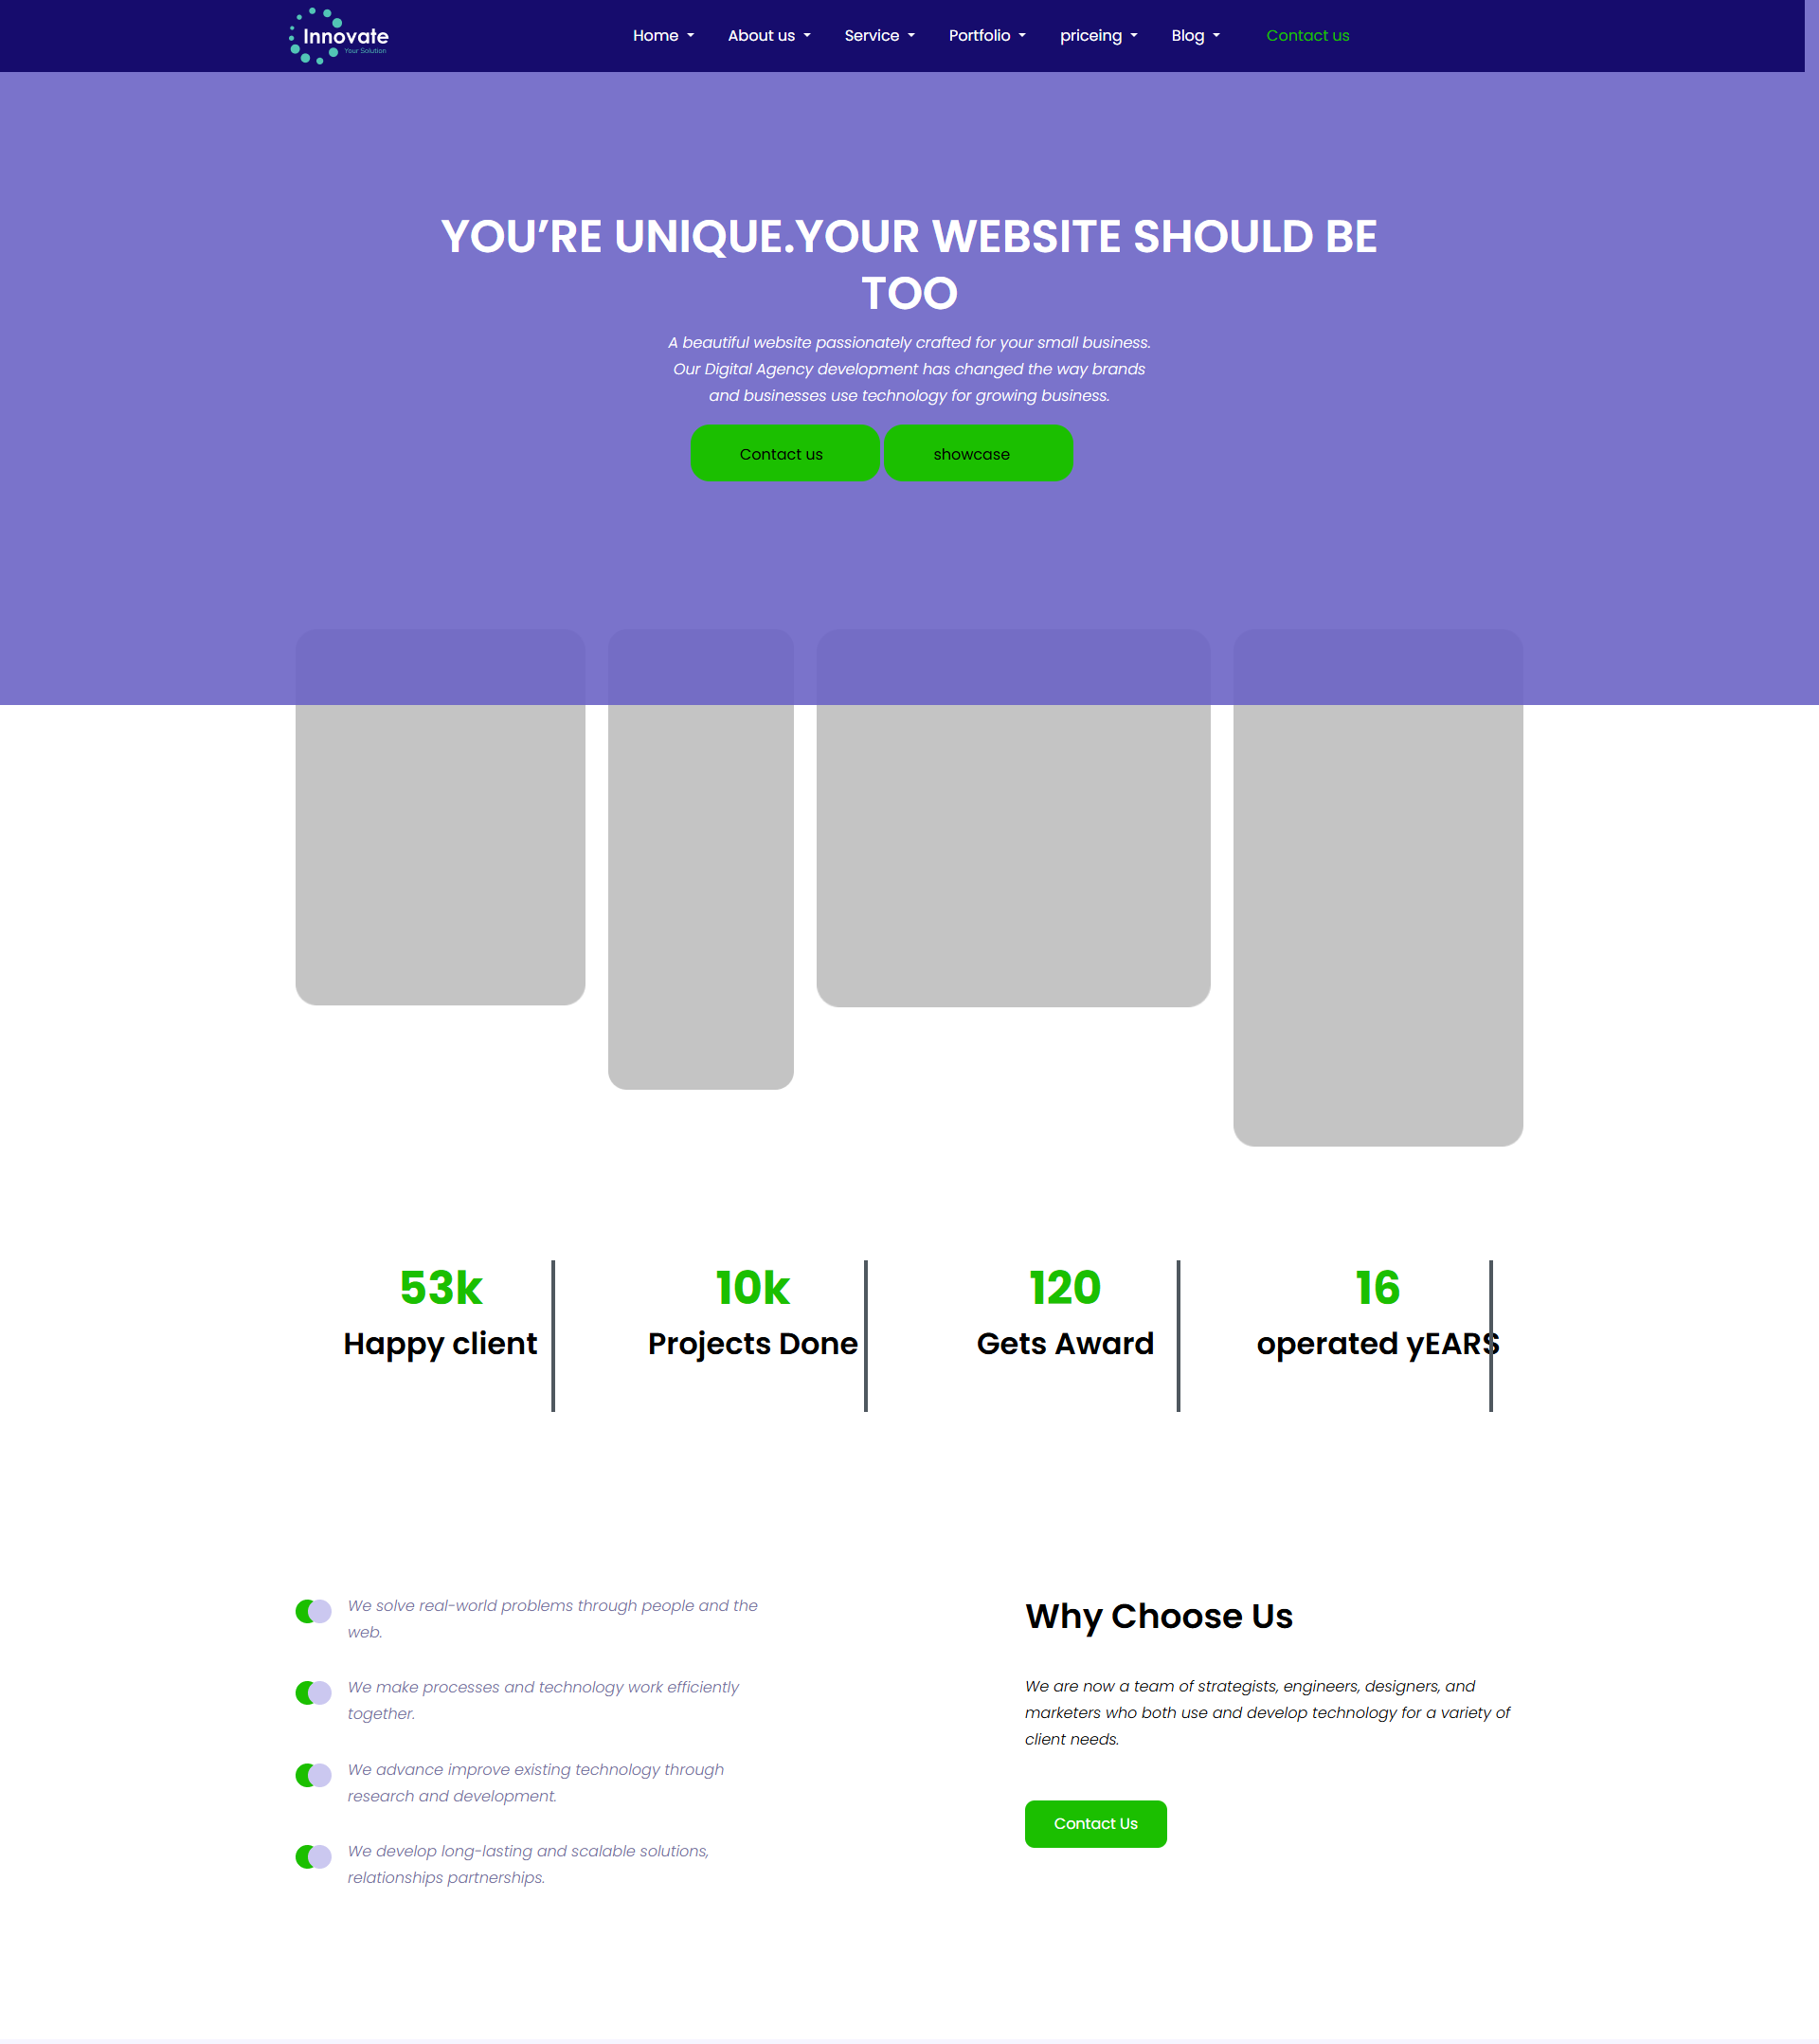 Innovate
Your Solution
Home About us Service Portfolio priceing Blog Contact us
YOU’RE UNIQUE.YOUR WEBSITE SHOULD BE
TOO
A beautiful website passionately crafted for your small business.
Our Digital Agency development has changed the way brands
and businesses use technology for growing business.
Contact us showcase
53k 10k 120 16
Happy client Projects Done Gets Award operated yEARS
We solve real-world problems through people and the
web.
We make processes and technology work efficiently
together.
We advance improve existing technology through
research and development.
We develop long-lasting and scalable solutions,
relationships partnerships.
Why Choose Us
We are now a team of strategists, engineers, designers, and
marketers who both use and develop technology for a variety of
client needs.
Contact Us